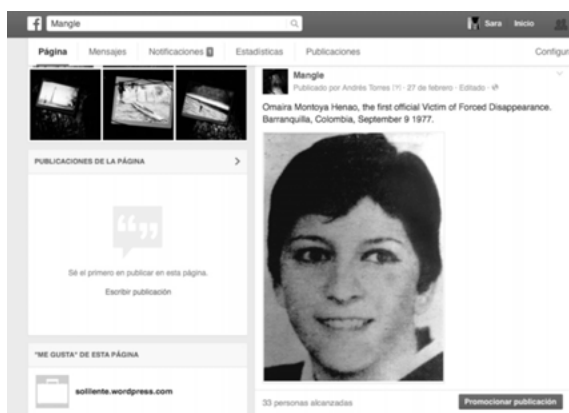 Mangle
Sara Inicio
Página Mensajes Notificaciones Estadísticas Publicaciones Configur
Mangle
Publicado por Andrés Torres [?] · 27 de febrero · Editado ·
Omaira Montoya Henao, the first official Victim of Forced Disappearance.
Barranquilla, Colombia, September 9 1977.
PUBLICACIONES DE LA PÁGINA
Sé el primero en publicar en esta página.
Escribir publicación
"ME GUSTA" DE ESTA PÁGINA
solliente.wordpress.com
33 personas alcanzadas
Promocionar publicación